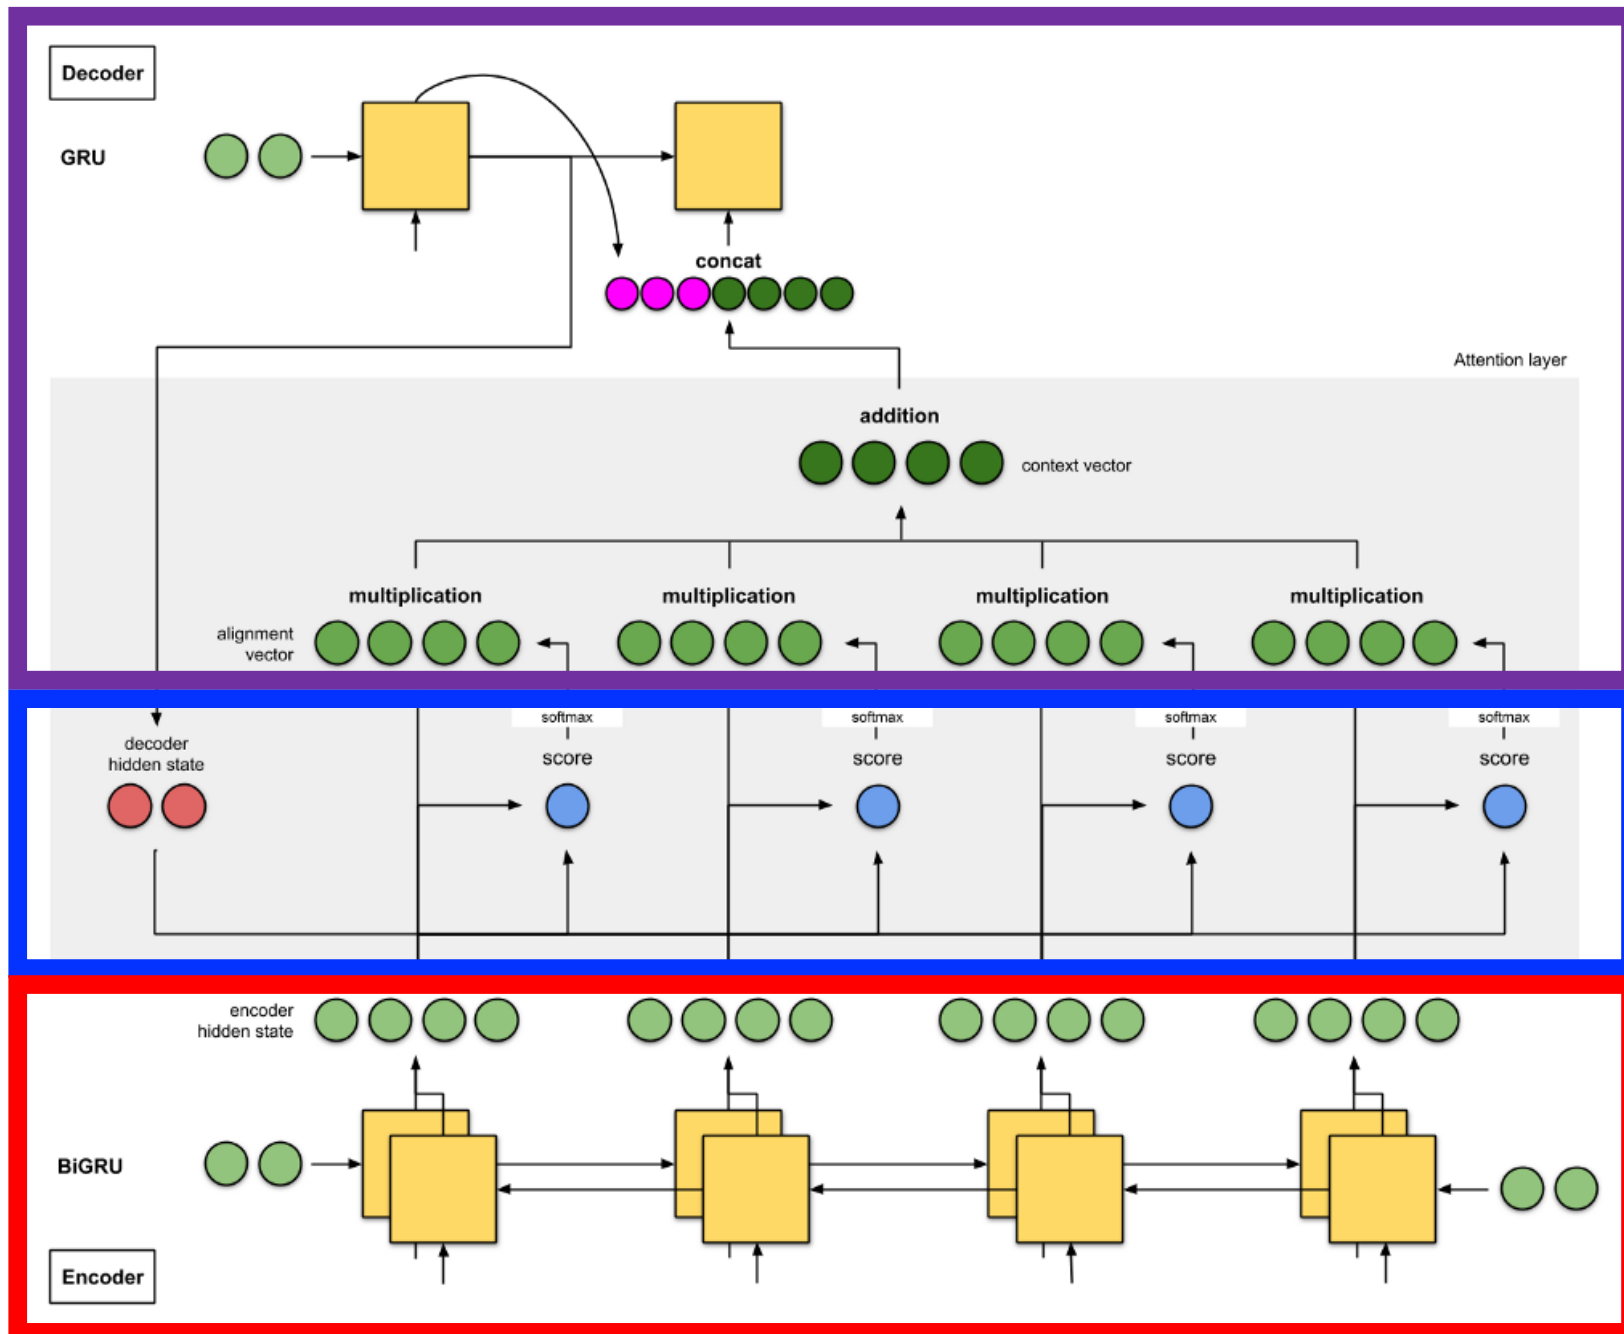 Decoder
GRU
concat
Attention layer
addition
context vector
multiplication
multiplication
multiplication
multiplication
alignment
vector
softmax
softmax
softmax
softmax
decoder
hidden state
score
score
score
score
encoder
hidden state
BiGRU
Encoder